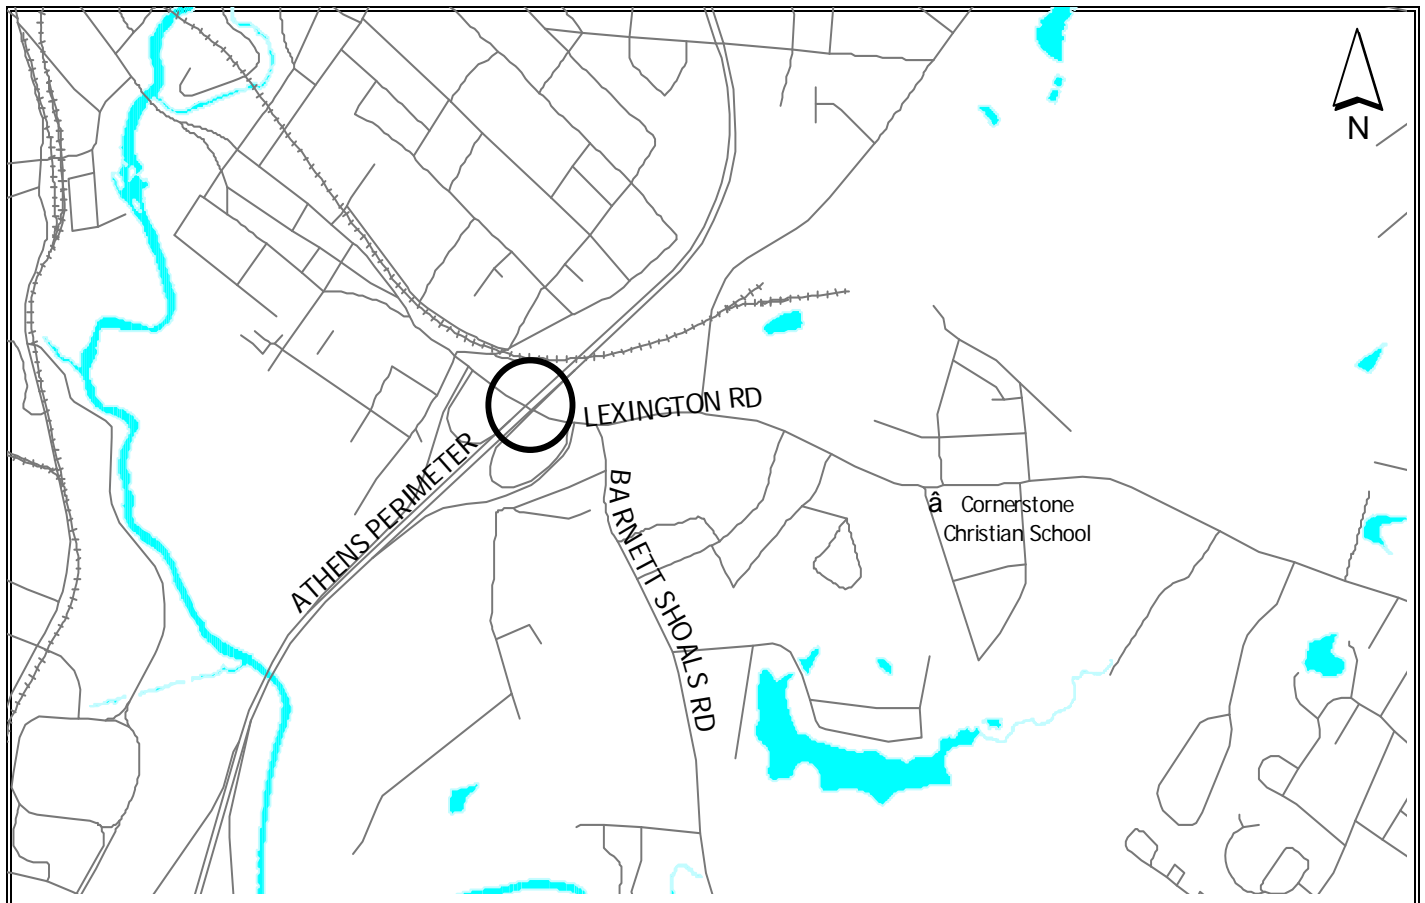 N
LEXINGTON RD
ATHENS PERIMETER
BARNETT SHOALS RD
â Cornerstone
Christian School